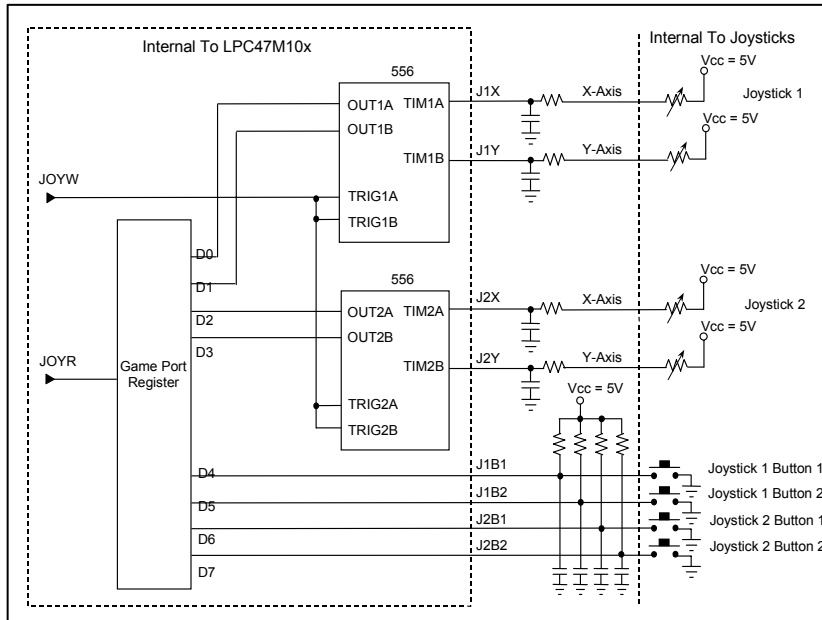 Internal To LPC47M10x
Internal To Joysticks
556
Vcc = 5V
OUT1A TIM1A
J1X
X-Axis
Joystick 1
OUT1B
Vcc = 5V
TIM1B
J1Y
Y-Axis
JOYW
TRIG1A
TRIG1B
D0
556
D1
Vcc = 5V
J2X
X-Axis
D2
OUT2A TIM2A
Joystick 2
OUT2B
Vcc = 5V
D3
JOYR
Game Port
Register
TIM2B
J2Y
Y-Axis
Vcc = 5V
TRIG2A
TRIG2B
D4
J1B1
Joystick 1 Button 1
D5
J1B2
Joystick 1 Button 2
D6
J2B1
Joystick 2 Button 1
D7
J2B2
Joystick 2 Button 2